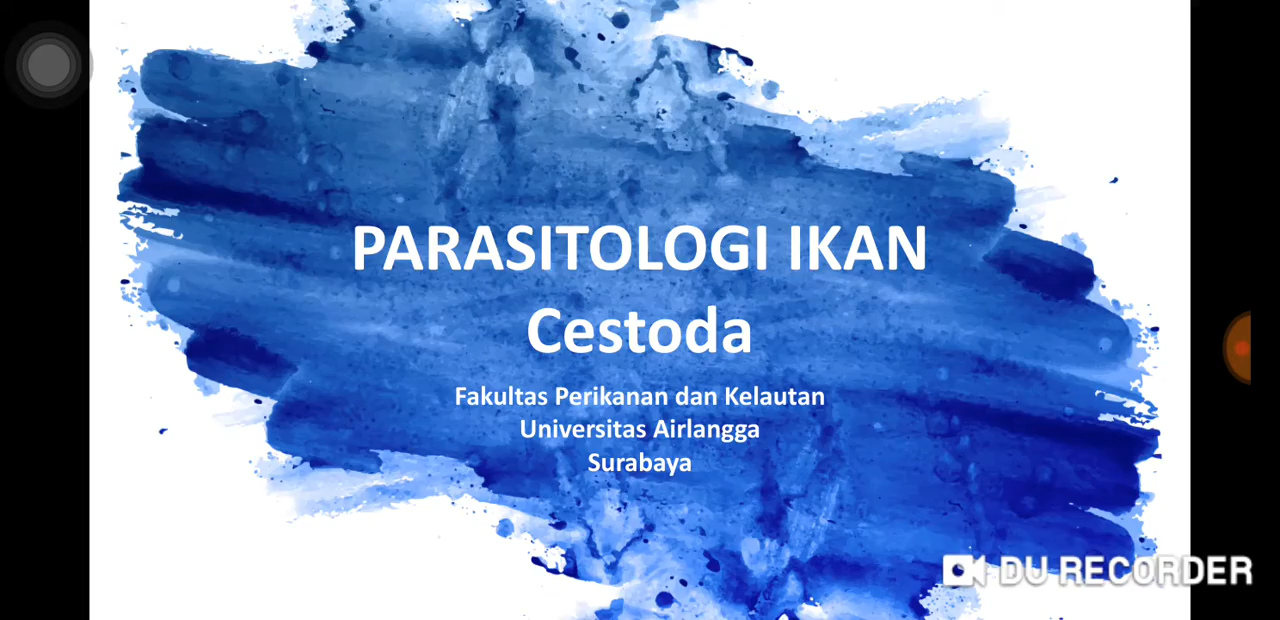 PARASITOLOGI IKAN
Cestoda
Fakultas Perikanan dan Kelautan
Universitas Airlangga
Surabaya
DU RECORDER